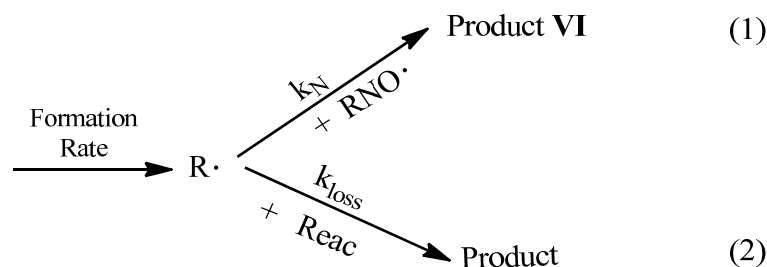 Product VI (1)
k_N
+ RNO·
Formation
Rate
R·
k_loss
+ Reac
Product (2)